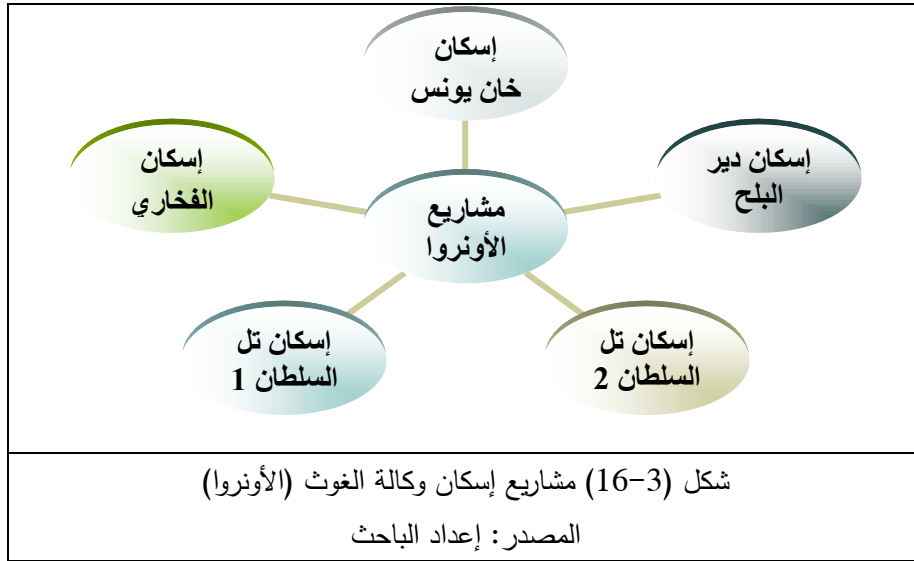 إسكان
خان يونس
إسكان دير
البلح
إسكان
الفخاري
مشاريع
الأونروا
إسكان تل
السلطان 2
إسكان تل
السلطان 1
شكل (3-16) مشاريع إسكان وكالة الغوث (الأونروا)
المصدر: إعداد الباحث